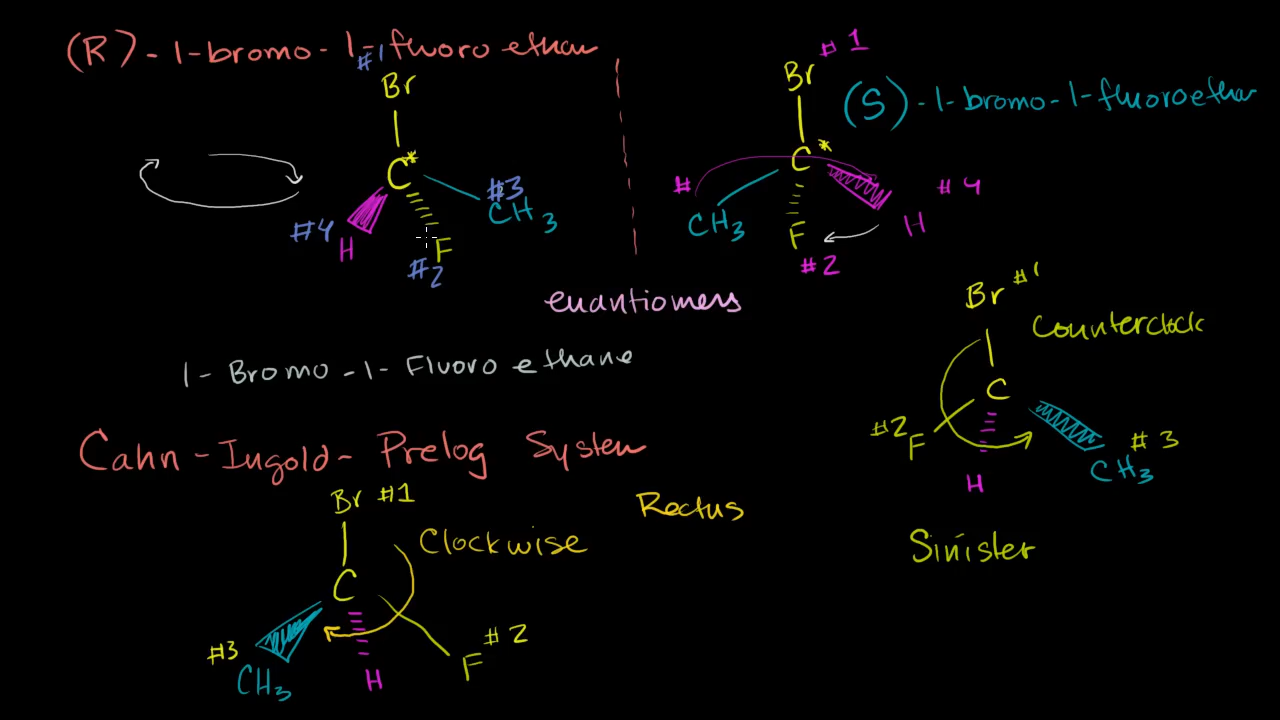 (R) - 1-bromo-1-fluoroethan
#1
Br
C*
#4
H
#3
CH3
F
#2
#1
Br
(S) - 1-bromo-1-fluoroethan
C*
#
CH3
F
#2
#4
H
enantiomers
1-Bromo-1-Fluoroethane
Cahn-Ingold-Prelog System
Br #1
Clockwise
C
#3
CH3
H
F
#2
Rectus
Br #1
Counterclock
C
#2
F
H
#3
CH3
Sinister